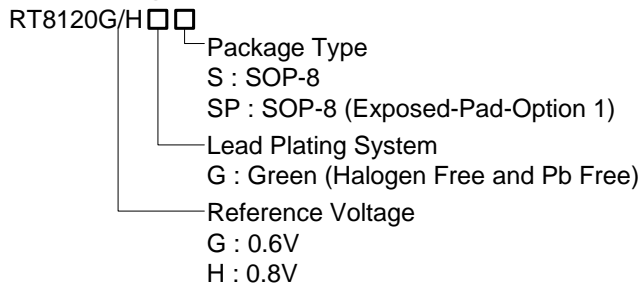 RT8120G/H□□
Package Type
S : SOP-8
SP : SOP-8 (Exposed-Pad-Option 1)
Lead Plating System
G : Green (Halogen Free and Pb Free)
Reference Voltage
G : 0.6V
H : 0.8V